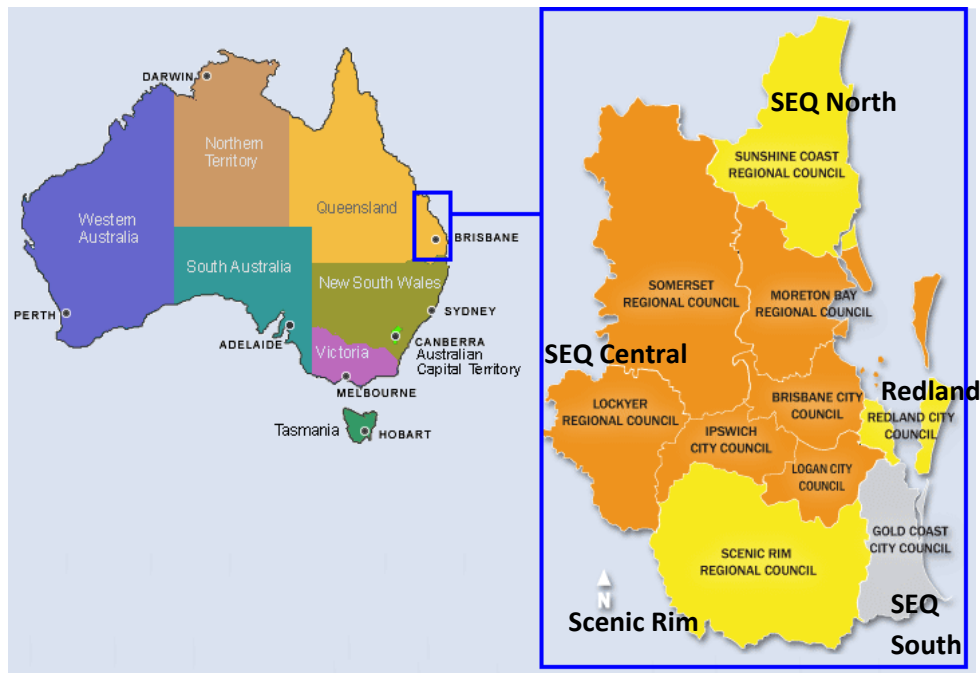 DARWIN
Northern
Territory
Western
Australia
Queensland
BRISBANE
South Australia
New South Wales
PERTH
SYDNEY
ADELAIDE
CANBERRA
Australian
Capital Territory
Victoria
MELBOURNE
Tasmania
HOBART
SEQ North
SUNSHINE COAST
REGIONAL COUNCIL
SOMERSET
REGIONAL COUNCIL
MORETON BAY
REGIONAL COUNCIL
SEQ Central
LOCKYER
REGIONAL COUNCIL
BRISBANE CITY
COUNCIL
Redland
REDLAND CITY
COUNCIL
IPSWICH
CITY COUNCIL
LOGAN CITY
COUNCIL
GOLD COAST
CITY COUNCIL
SCENIC RIM
REGIONAL COUNCIL
N
Scenic Rim
SEQ
South